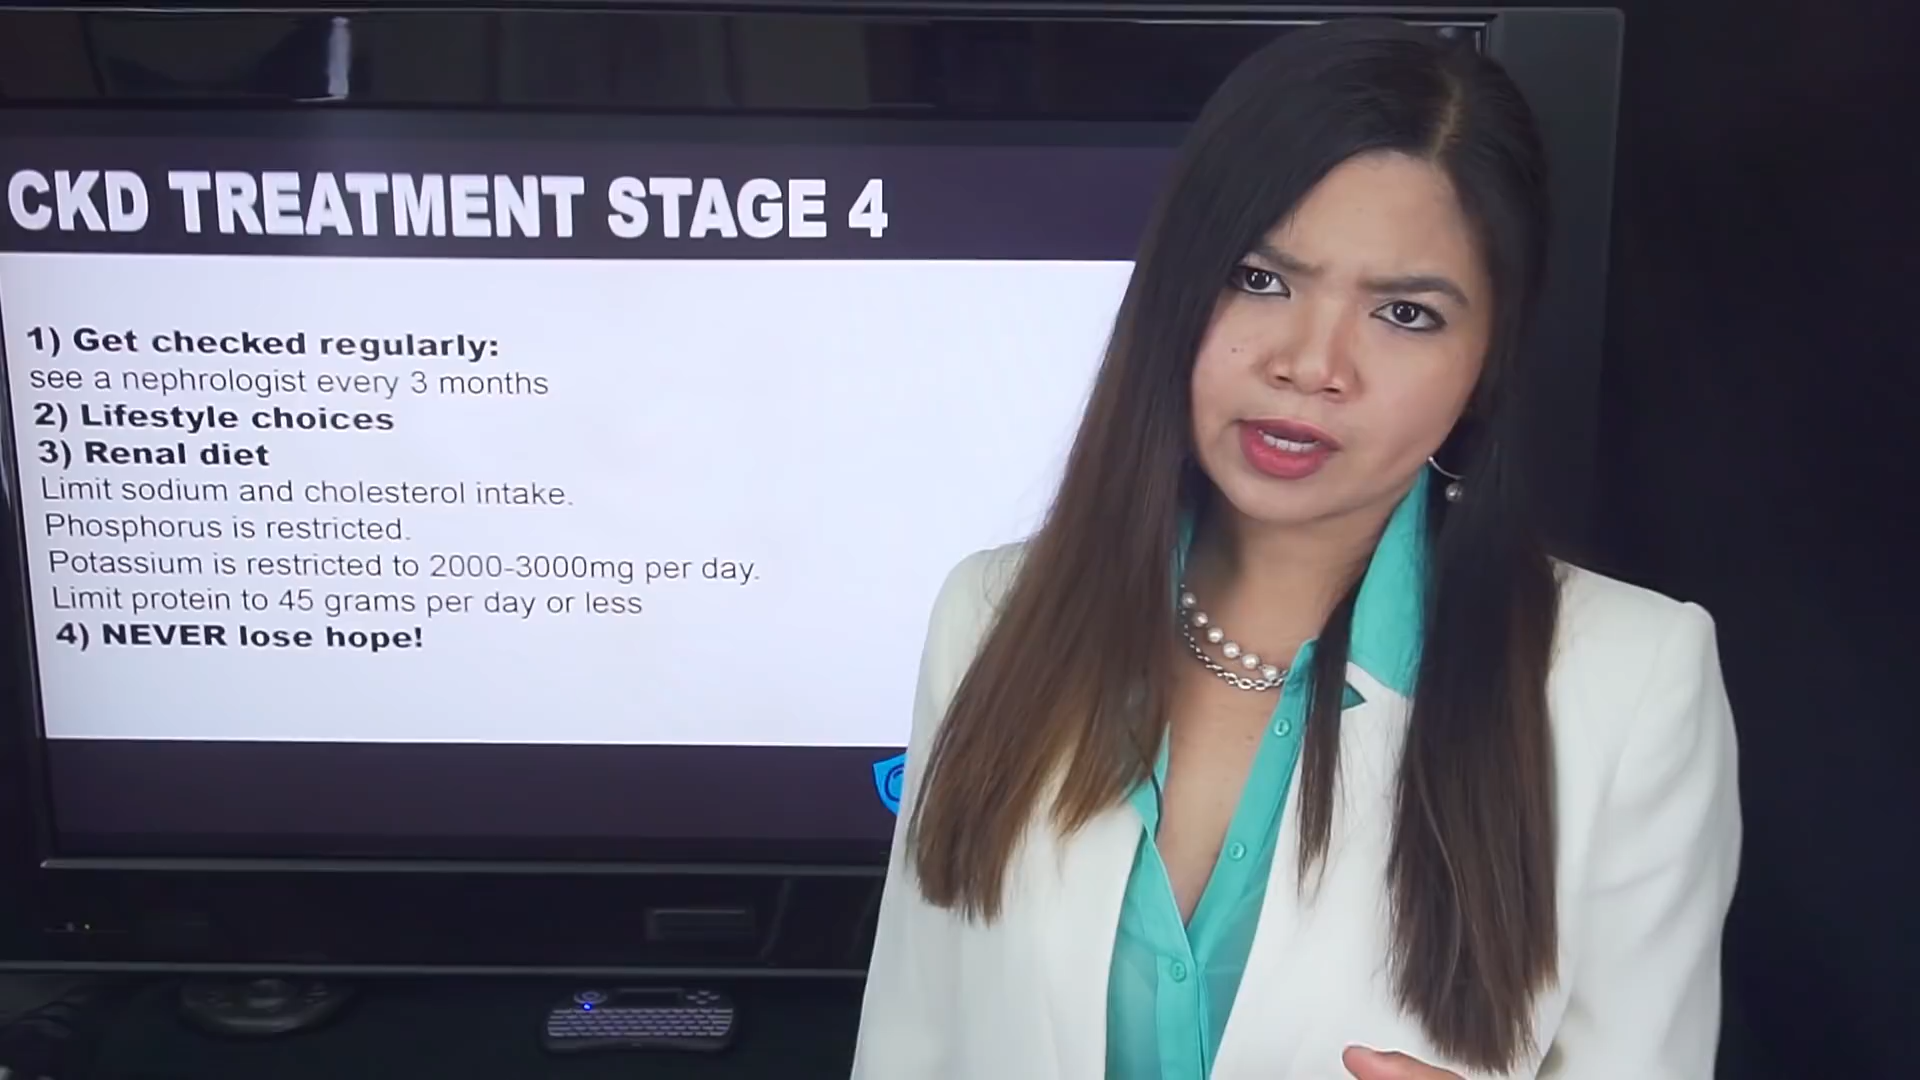 CKD TREATMENT STAGE 4
1) Get checked regularly:
see a nephrologist every 3 months
2) Lifestyle choices
3) Renal diet
Limit sodium and cholesterol intake.
Phosphorus is restricted.
Potassium is restricted to 2000-3000mg per day.
Limit protein to 45 grams per day or less
4) NEVER lose hope!